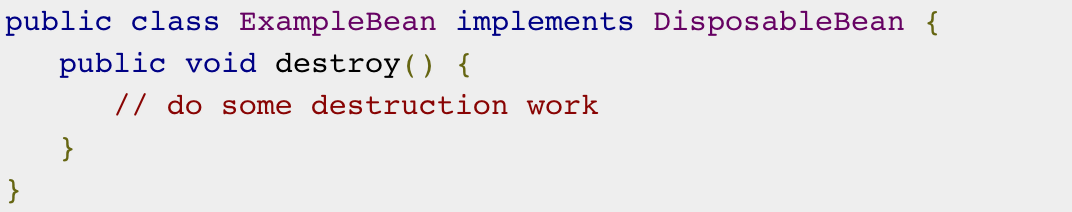 public class ExampleBean implements DisposableBean {
   public void destroy() {
      // do some destruction work
   }
}